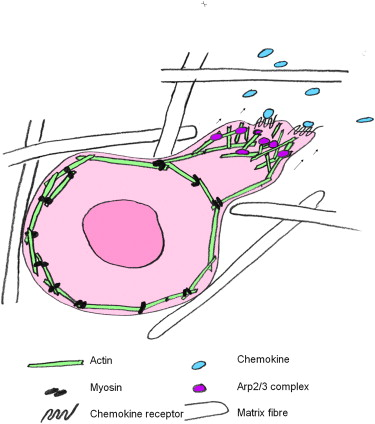 Actin
Chemokine
Myosin
Arp2/3 complex
Chemokine receptor
Matrix fibre